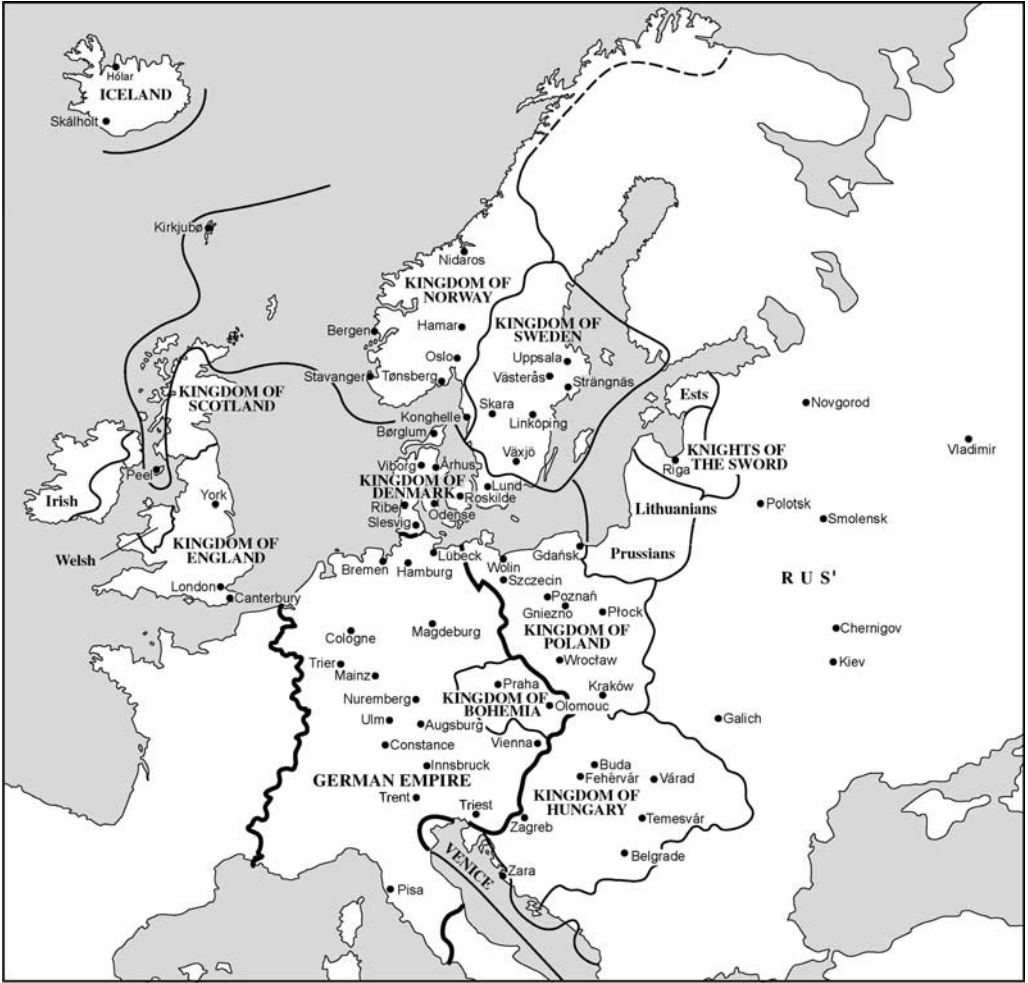 Hólar
ICELAND
Skálholt
Kirkjubø
Nidaros
KINGDOM OF
NORWAY
Bergen
Hamar
KINGDOM OF
SWEDEN
Oslo
Uppsala
Stavanger
Tønsberg
Västerås
Strängnäs
KINGDOM OF
SCOTLAND
Ests
Novgorod
Konghelle
Skara
Linköping
Børglum
Vladimir
KNIGHTS OF
THE SWORD
Riga
Växjö
Viborg
Århus
Peel
KINGDOM OF
DENMARK
Lund
Roskilde
Irish
York
Ribe
Odense
Lithuanians
Polotsk
Smolensk
Slesvig
KINGDOM OF
ENGLAND
Welsh
Lübeck
Gdańsk
Prussians
Bremen
Hamburg
Wolin
Szczecin
RUS'
London
Canterbury
Poznań
Gniezno
Płock
Cologne
Magdeburg
KINGDOM OF
POLAND
Chernigov
Trier
Wrocław
Kiev
Mainz
Praha
Nuremberg
KINGDOM OF
BOHEMIA
Kraków
Olomouc
Ulm
Augsburg
Galich
Constance
Vienna
Innsbruck
Buda
GERMAN EMPIRE
Fehérvár
Várad
Trent
KINGDOM OF
HUNGARY
Triest
Zagreb
Temesvár
VENICE
Belgrade
Zara
Pisa